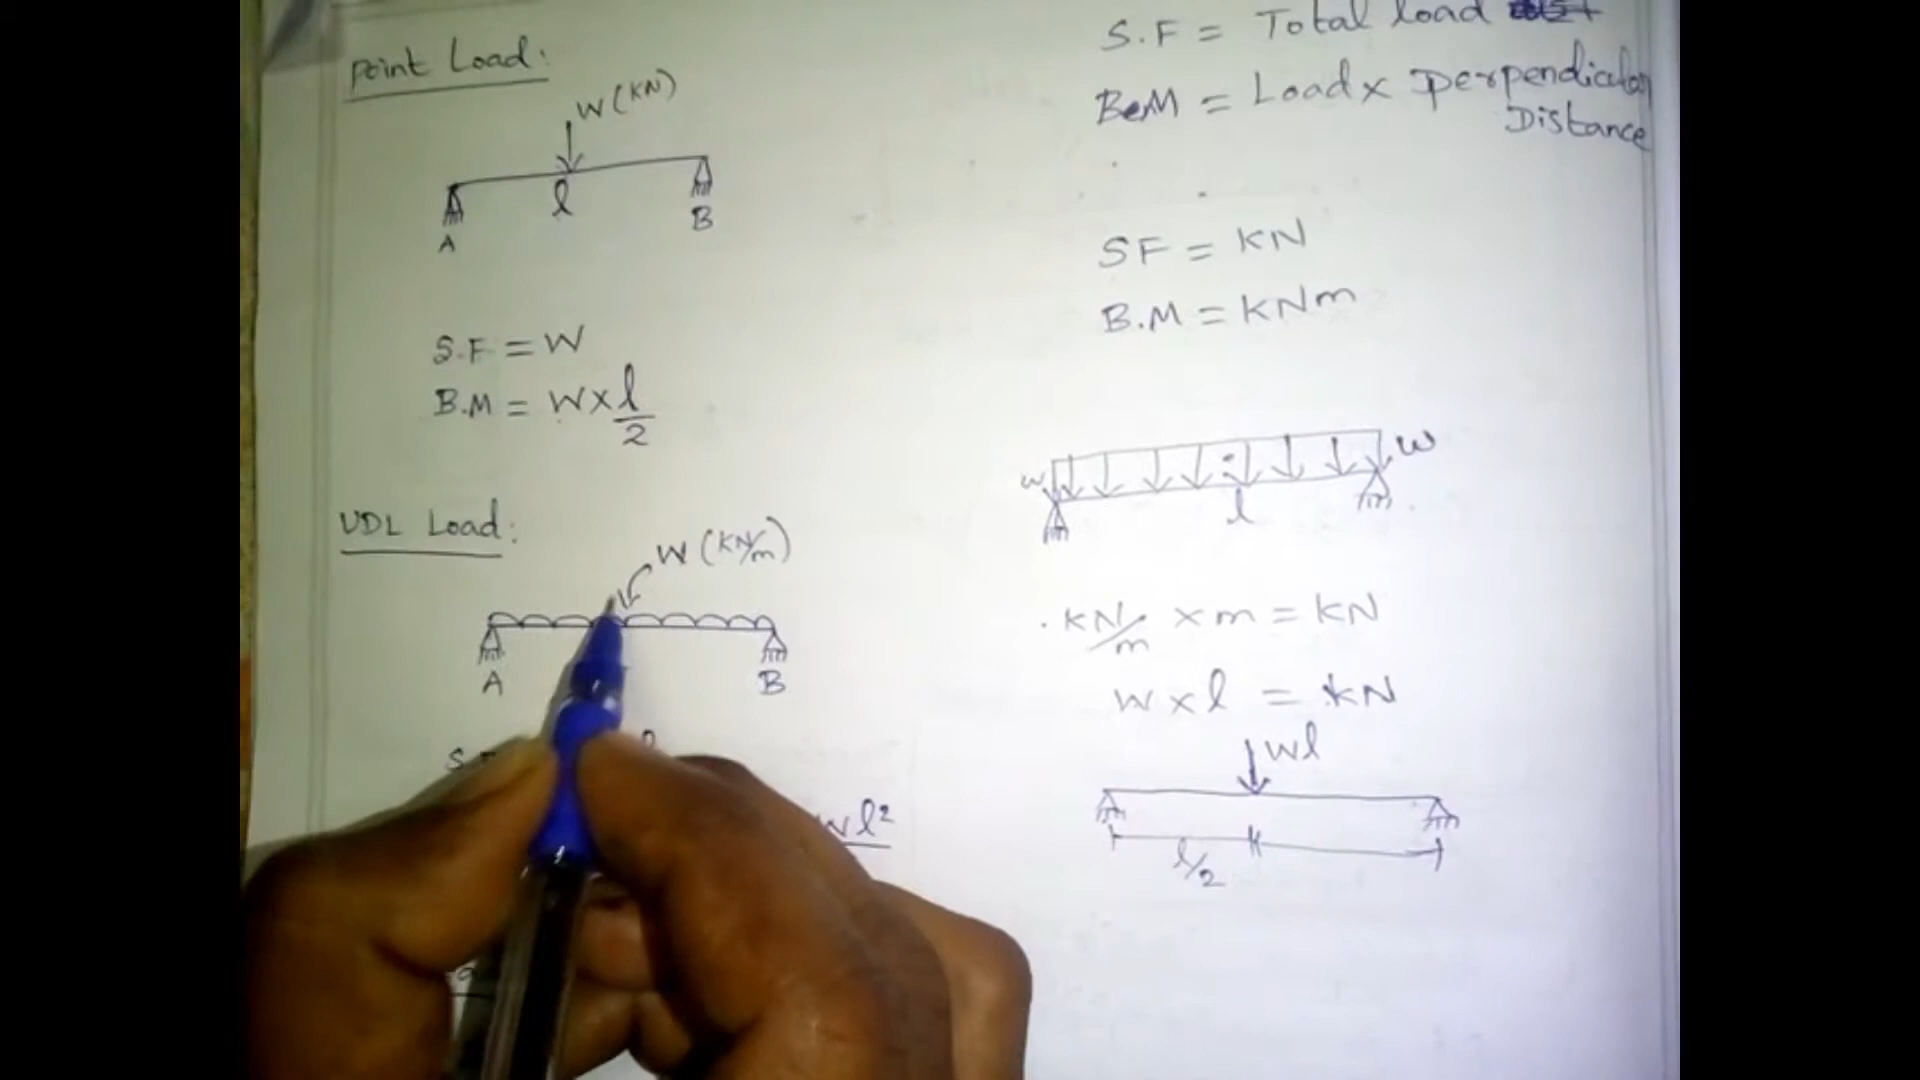 Point Load:
W (KN)
l
A
B
S.F = W
B.M = W x l/2
UDL Load:
W (KN/m)
A
B
Wl²
S.F = Total load
B.M = Load x Perpendicular
Distance
SF = KN
B.M = KNm
w
w
l
KN/m x m = KN
W x l = KN
Wl
l/2